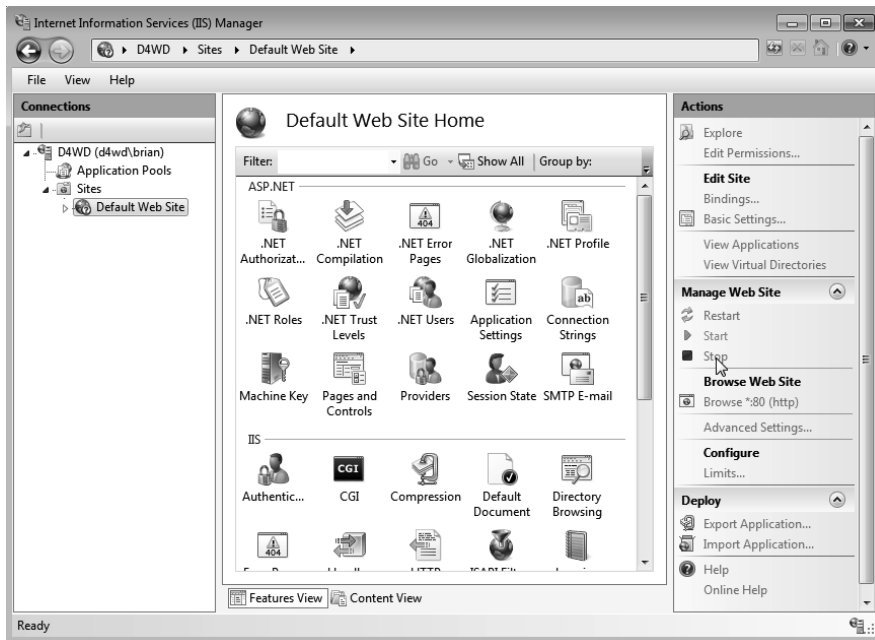 Internet Information Services (IIS) Manager
D4WD
Sites
Default Web Site
File
View
Help
Connections
D4WD (d4wd\brian)
Application Pools
Sites
Default Web Site
Default Web Site Home
Filter:
Go
Show All
Group by:
ASP.NET
.NET Authorizat...
.NET Compilation
.NET Error Pages
.NET Globalization
.NET Profile
.NET Roles
.NET Trust Levels
.NET Users
Application Settings
Connection Strings
Machine Key
Pages and Controls
Providers
Session State
SMTP E-mail
IIS
Authentic...
CGI
Compression
Default Document
Directory Browsing
Features View
Content View
Actions
Explore
Edit Permissions...
Edit Site
Bindings...
Basic Settings...
View Applications
View Virtual Directories
Manage Web Site
Restart
Start
Stop
Browse Web Site
Browse *:80 (http)
Advanced Settings...
Configure
Limits...
Deploy
Export Application...
Import Application...
Help
Online Help
Ready